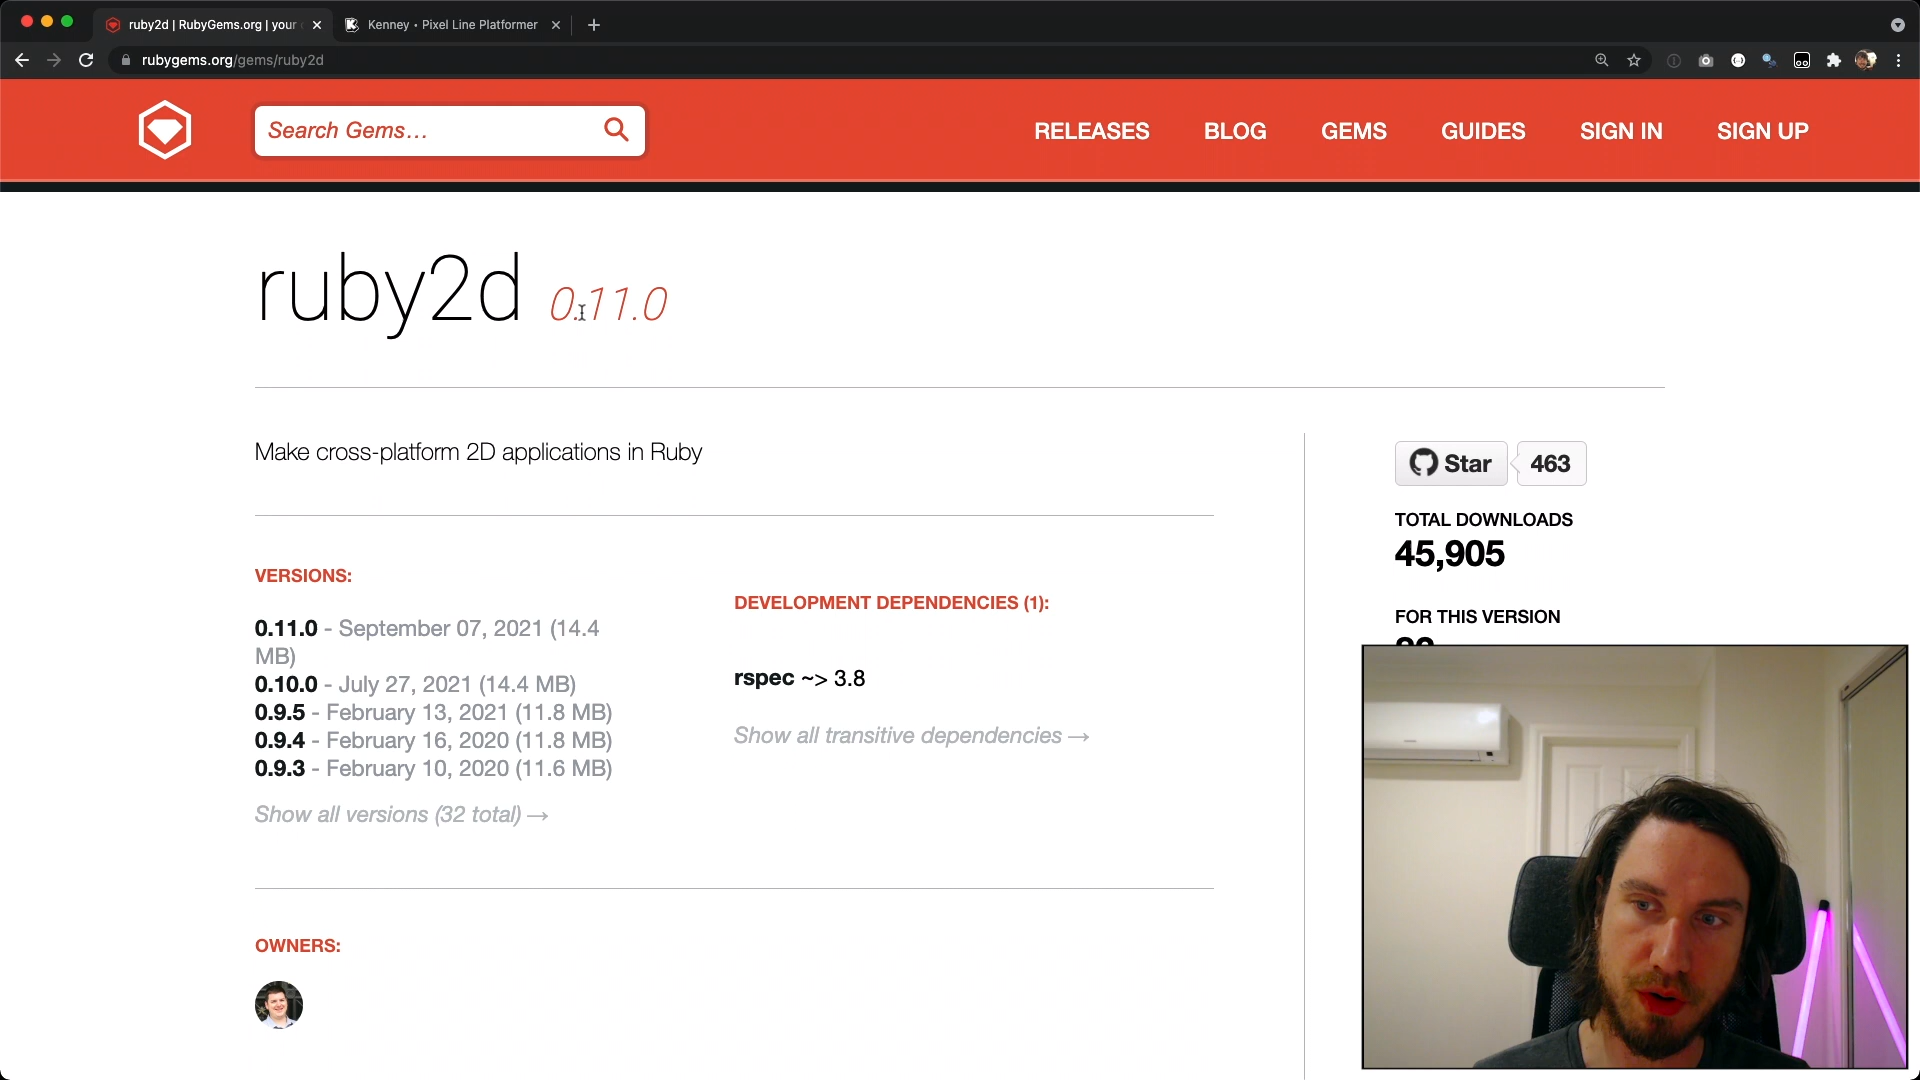 ruby2d | RubyGems.org | your
Kenney • Pixel Line Platformer
rubygems.org/gems/ruby2d
Search Gems…
RELEASES
BLOG
GEMS
GUIDES
SIGN IN
SIGN UP
ruby2d 0.11.0
Make cross-platform 2D applications in Ruby
VERSIONS:
0.11.0 - September 07, 2021 (14.4
MB)
0.10.0 - July 27, 2021 (14.4 MB)
0.9.5 - February 13, 2021 (11.8 MB)
0.9.4 - February 16, 2020 (11.8 MB)
0.9.3 - February 10, 2020 (11.6 MB)
Show all versions (32 total) →
DEVELOPMENT DEPENDENCIES (1):
rspec ~> 3.8
Show all transitive dependencies →
OWNERS:
Star
463
TOTAL DOWNLOADS
45,905
FOR THIS VERSION